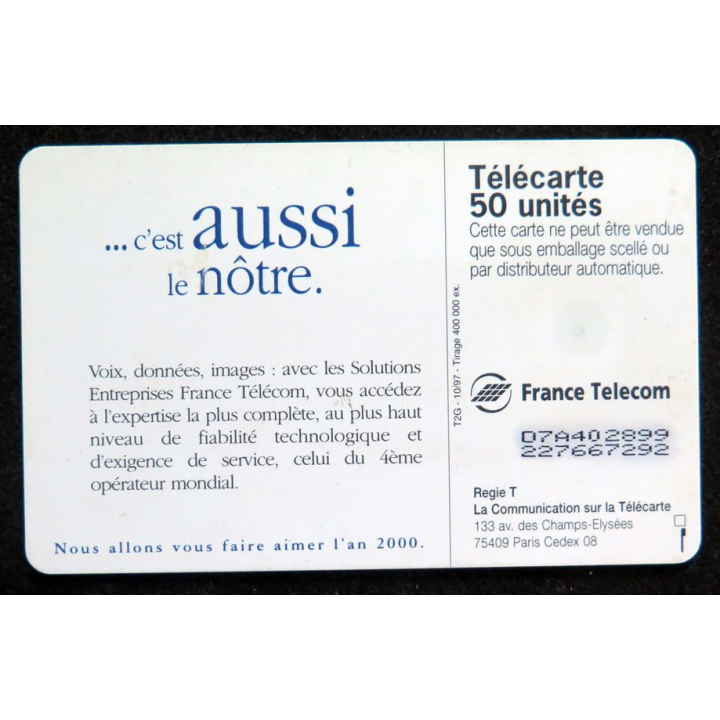 ... c'est aussi
le nôtre.
Voix, données, images : avec les Solutions
Entreprises France Télécom, vous accédez
à l'expertise la plus complète, au plus haut
niveau de fiabilité technologique et
d'exigence de service, celui du 4ème
opérateur mondial.
Nous allons vous faire aimer l'an 2000.
T2G - 10/97 - Tirage 400 000 ex.
Télécarte
50 unités
Cette carte ne peut être vendue
que sous emballage scellé ou
par distributeur automatique.
France Telecom
D7A402899
227667292
Regie T
La Communication sur la Télécarte
133 av. des Champs-Elysées
75409 Paris Cedex 08